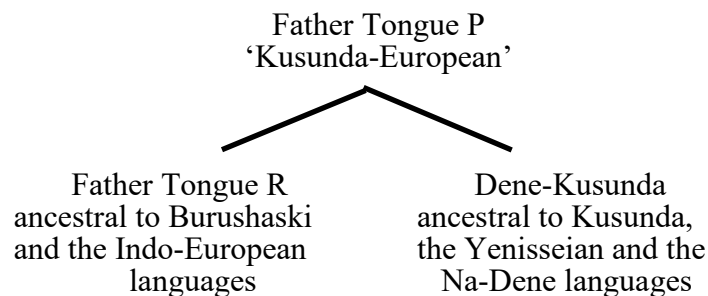 Father Tongue P
‘Kusunda-European’
Father Tongue R
ancestral to Burushaski
and the Indo-European
languages
Dene-Kusunda
ancestral to Kusunda,
the Yenisseian and the
Na-Dene languages